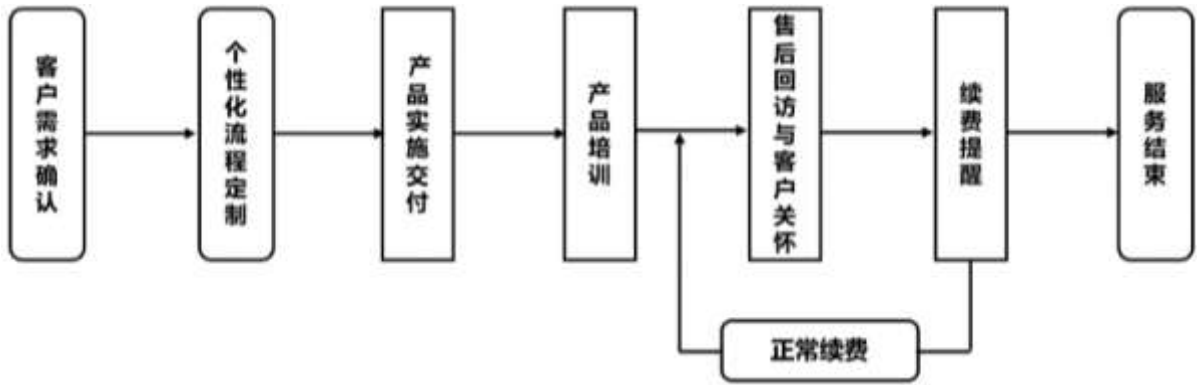 客户需求确认
个性化流程定制
产品实施交付
产品培训
售后回访与客户关怀
续费提醒
服务结束
正常续费